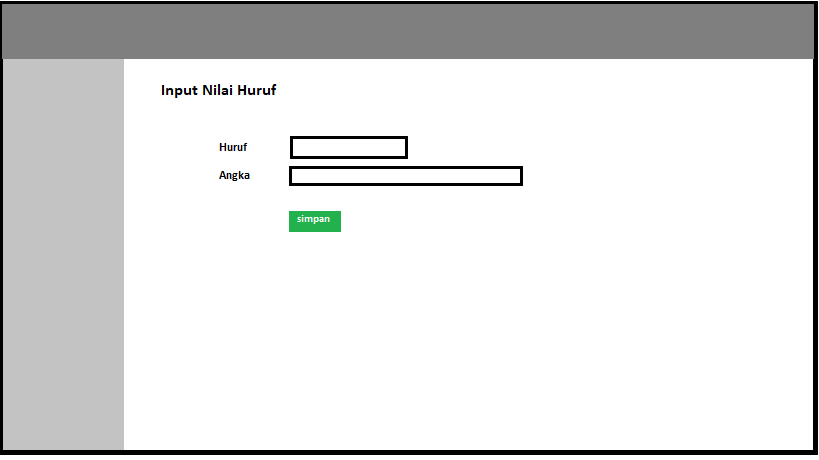 Input Nilai Huruf
Huruf
Angka
simpan